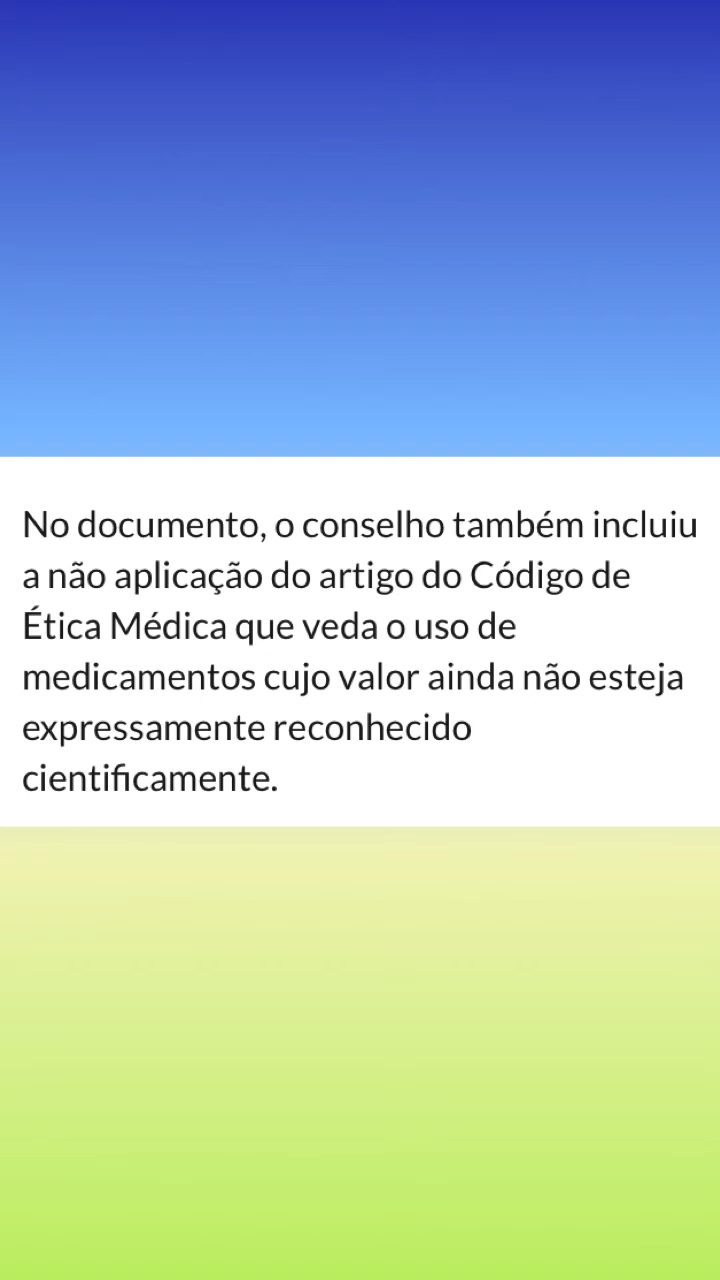 No documento, o conselho também incluiu
a não aplicação do artigo do Código de
Ética Médica que veda o uso de
medicamentos cujo valor ainda não esteja
expressamente reconhecido
cientificamente.